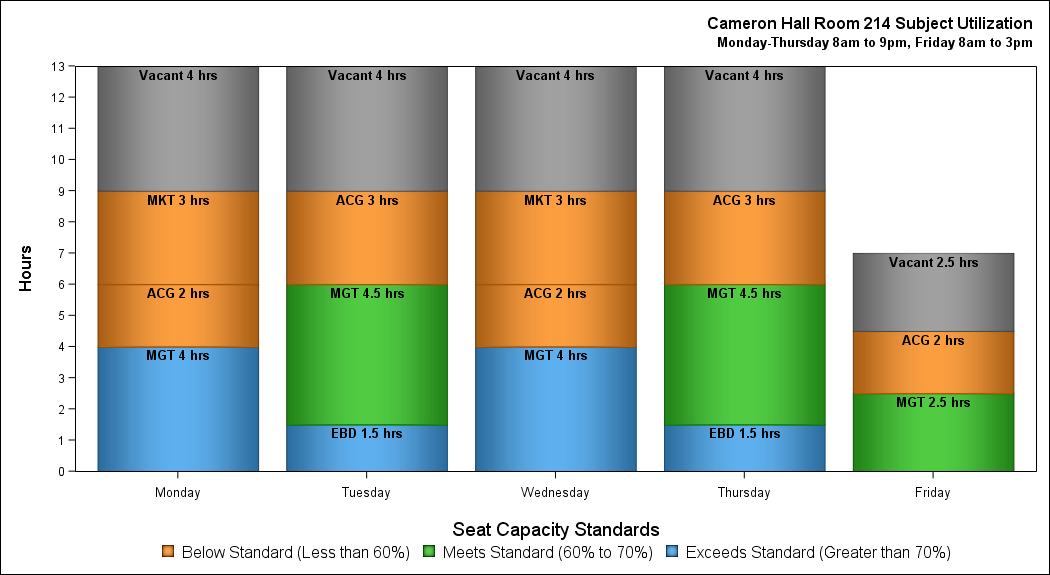 Cameron Hall Room 214 Subject Utilization
Monday-Thursday 8am to 9pm, Friday 8am to 3pm
Hours
13
12
11
10
9
8
7
6
5
4
3
2
1
0
Vacant 4 hrs
MKT 3 hrs
ACG 2 hrs
MGT 4 hrs
Vacant 4 hrs
ACG 3 hrs
MGT 4.5 hrs
EBD 1.5 hrs
Vacant 4 hrs
MKT 3 hrs
ACG 2 hrs
MGT 4 hrs
Vacant 4 hrs
ACG 3 hrs
MGT 4.5 hrs
EBD 1.5 hrs
Vacant 2.5 hrs
ACG 2 hrs
MGT 2.5 hrs
Monday Tuesday Wednesday Thursday Friday
Seat Capacity Standards
Below Standard (Less than 60%) Meets Standard (60% to 70%) Exceeds Standard (Greater than 70%)